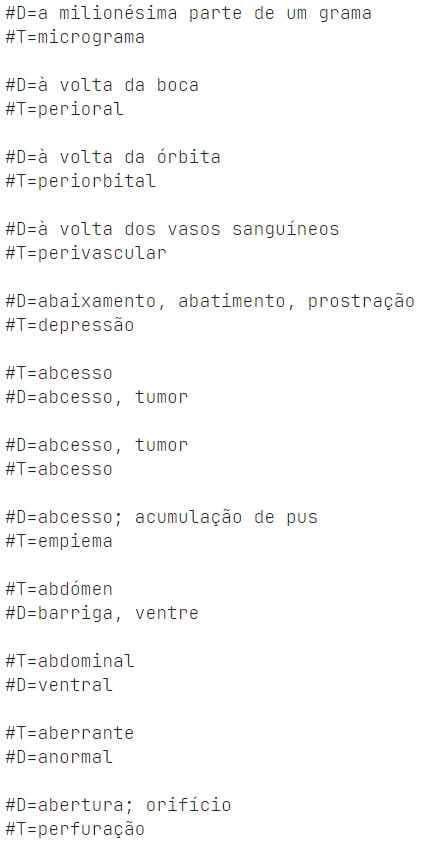 #D=a milionésima parte de um grama
#T=micrograma
#D=à volta da boca
#T=perioral
#D=à volta da órbita
#T=periorbital
#D=à volta dos vasos sanguíneos
#T=perivascular
#D=abaixamento, abatimento, prostração
#T=depressão
#T=abcesso
#D=abcesso, tumor
#D=abcesso, tumor
#T=abcesso
#D=abcesso; acumulação de pus
#T=empiema
#T=abdómen
#D=barriga, ventre
#T=abdominal
#D=ventral
#T=aberrante
#D=anormal
#D=abertura; orifício
#T=perfuração